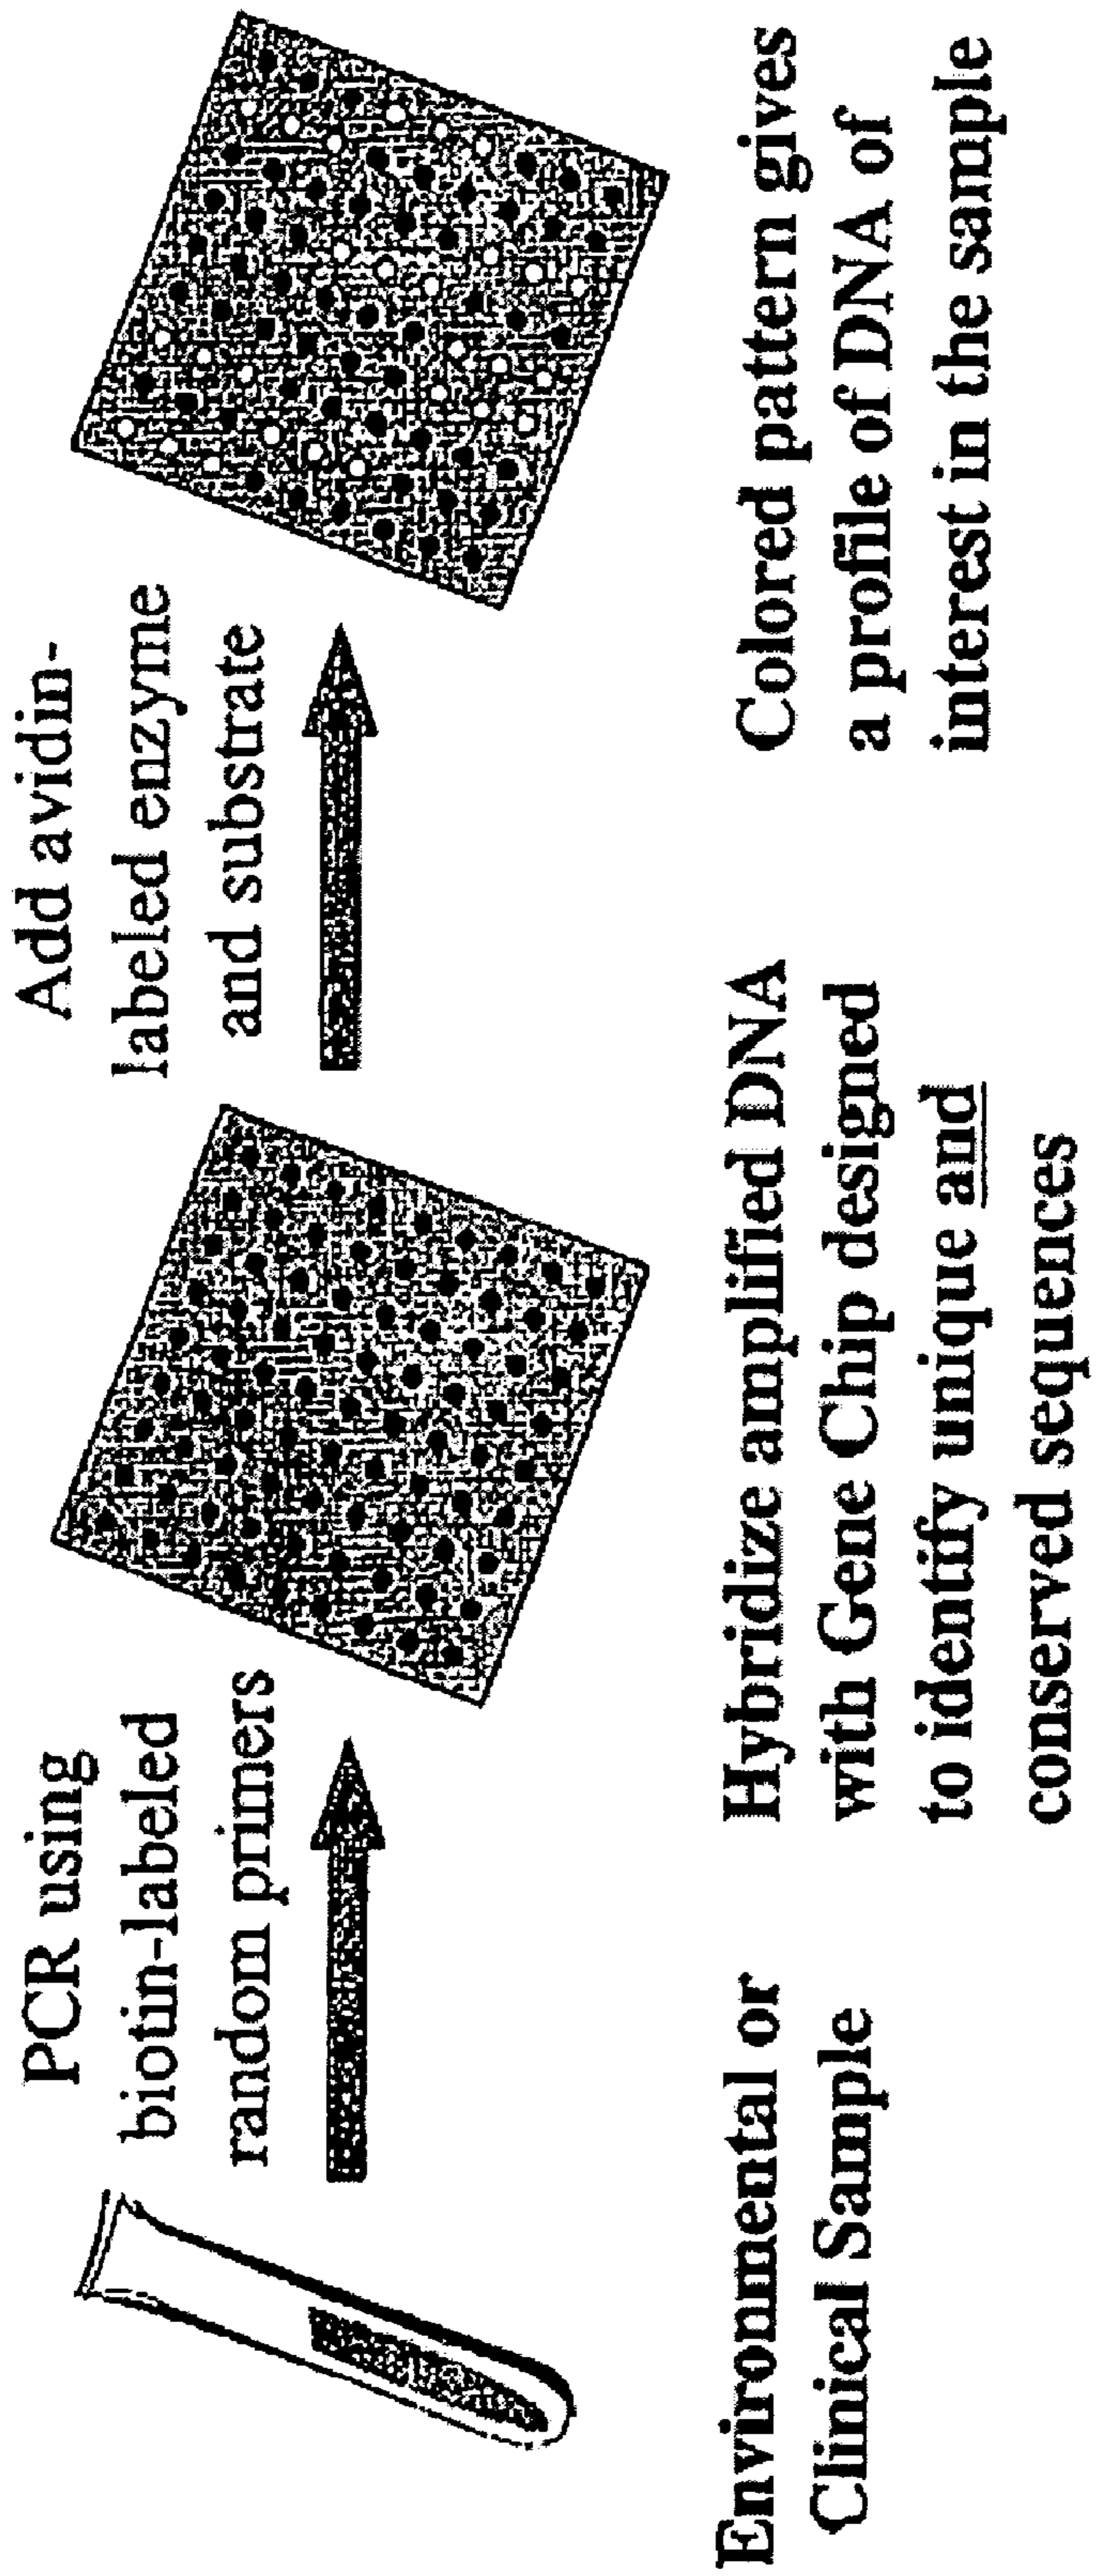 PCR using
biotin-labeled
random primers
Add avidin-
labeled enzyme
and substrate
Environmental or
Clinical Sample
Hybridize amplified DNA
with Gene Chip designed
to identify unique and
conserved sequences
Colored pattern gives
a profile of DNA of
interest in the sample